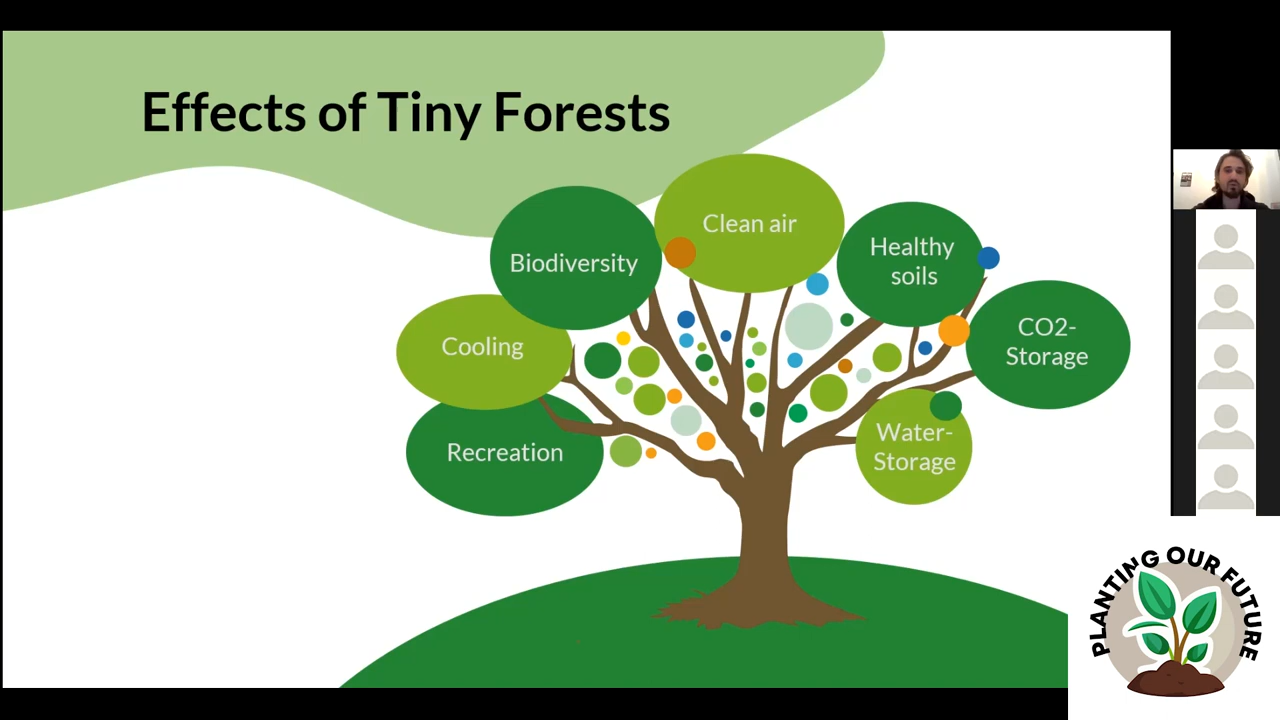 Effects of Tiny Forests
Clean air
Biodiversity
Healthy
soils
CO2-
Storage
Cooling
Water-
Storage
Recreation
PLANTING OUR FUTURE